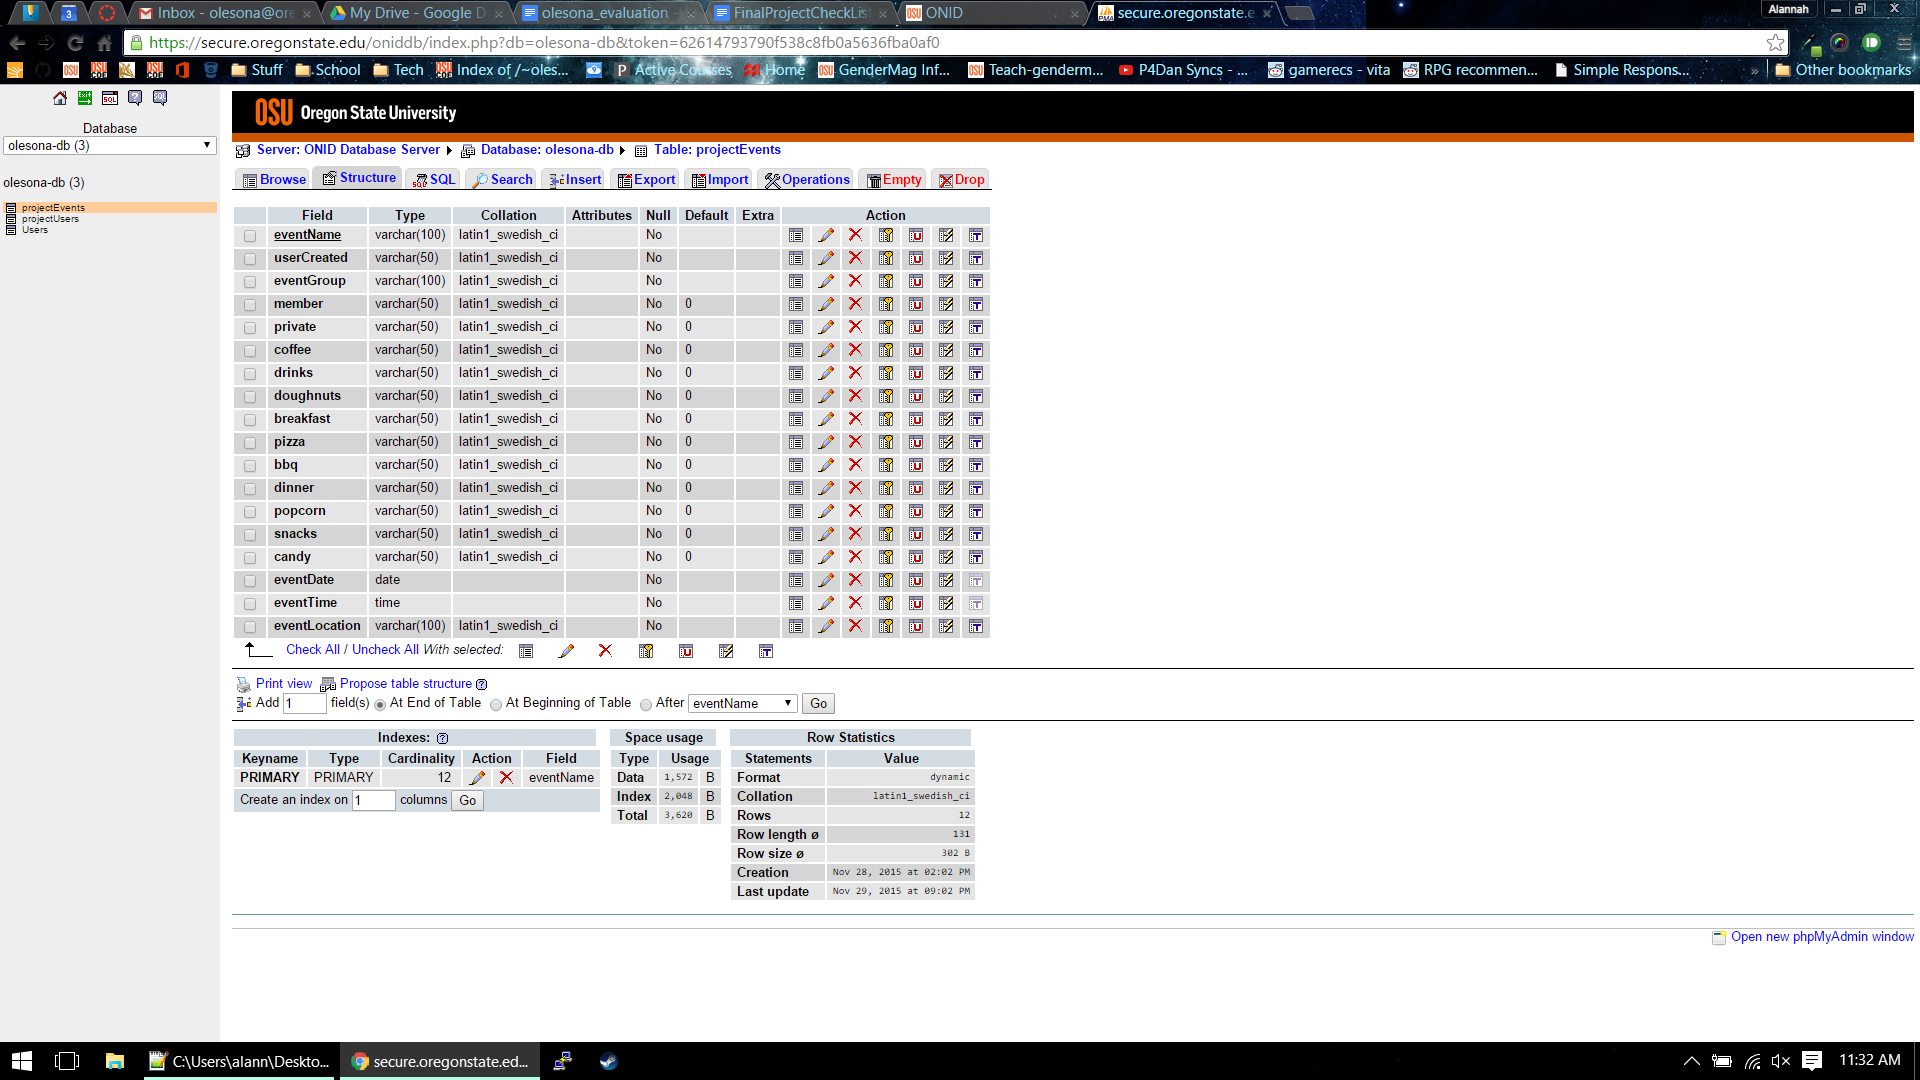 Inbox - olesona@ore
My Drive - Google D
olesona_evaluation
FinalProjectCheckLis
ONID
secure.oregonstate.e
Alannah
https://secure.oregonstate.edu/oniddb/index.php?db=olesona-db&token=62614793790f538c8fb0a5636fba0af0
Stuff School Tech Index of /~oles... Active Courses Home GenderMag Inf... Teach-genderm... P4Dan Syncs - ... gamerecs - vita RPG recommen... Simple Respons... » Other bookmarks
Database
olesona-db (3)
olesona-db (3)
projectEvents
projectUsers
Users
OSU Oregon State University
Server: ONID Database Server Database: olesona-db Table: projectEvents
Browse Structure SQL Search Insert Export Import Operations Empty Drop
Field Type Collation Attributes Null Default Extra Action
eventName varchar(100) latin1_swedish_ci No
userCreated varchar(50) latin1_swedish_ci No
eventGroup varchar(100) latin1_swedish_ci No
member varchar(50) latin1_swedish_ci No 0
private varchar(50) latin1_swedish_ci No 0
coffee varchar(50) latin1_swedish_ci No 0
drinks varchar(50) latin1_swedish_ci No 0
doughnuts varchar(50) latin1_swedish_ci No 0
breakfast varchar(50) latin1_swedish_ci No 0
pizza varchar(50) latin1_swedish_ci No 0
bbq varchar(50) latin1_swedish_ci No 0
dinner varchar(50) latin1_swedish_ci No 0
popcorn varchar(50) latin1_swedish_ci No 0
snacks varchar(50) latin1_swedish_ci No 0
candy varchar(50) latin1_swedish_ci No 0
eventDate date No
eventTime time No
eventLocation varchar(100) latin1_swedish_ci No
Check All / Uncheck All With selected:
Print view Propose table structure
Add 1 field(s) At End of Table At Beginning of Table After eventName Go
Indexes:
Keyname Type Cardinality Action Field
PRIMARY PRIMARY 12 eventName
Create an index on 1 columns Go
Space usage
Type Usage
Data 1,572 B
Index 2,048 B
Total 3,620 B
Row Statistics
Statements Value
Format dynamic
Collation latin1_swedish_ci
Rows 12
Row length ø 131
Row size ø 302 B
Creation Nov 28, 2015 at 02:02 PM
Last update Nov 29, 2015 at 09:02 PM
Open new phpMyAdmin window
C:\Users\alann\Deskto...
secure.oregonstate.ed...
11:32 AM